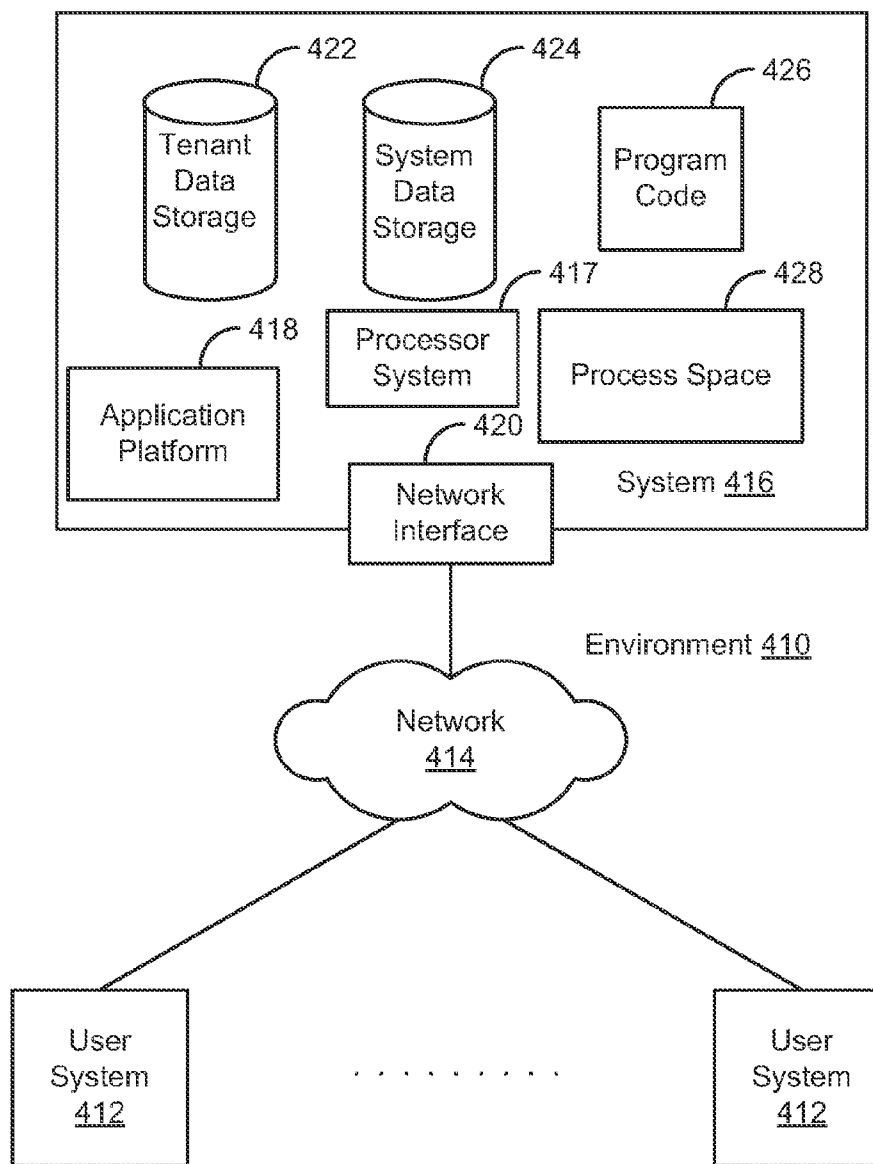 422
424
426
Tenant
Data
Storage
System
Data
Storage
Program
Code
417
428
418
Processor
System
Process Space
Application
Platform
420
Network
Interface
System 416
Environment 410
Network
414
User
System
412
. . . . . . . . .
User
System
412